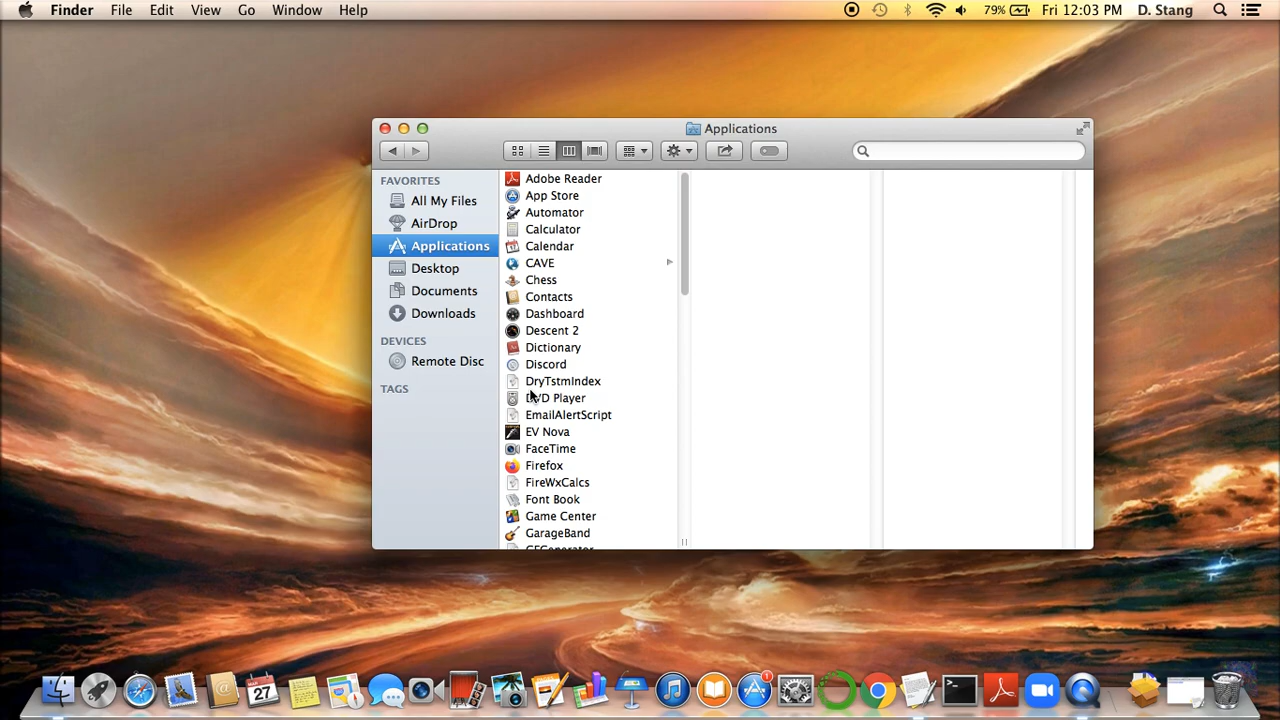 Finder File Edit View Go Window Help 79% Fri 12:03 PM D. Stang
Applications
FAVORITES
All My Files
AirDrop
Applications
Desktop
Documents
Downloads
DEVICES
Remote Disc
TAGS
Adobe Reader
App Store
Automator
Calculator
Calendar
CAVE
Chess
Contacts
Dashboard
Descent 2
Dictionary
Discord
DryTstmIndex
DVD Player
EmailAlertScript
EV Nova
FaceTime
Firefox
FireWxCalcs
Font Book
Game Center
GarageBand
27
1